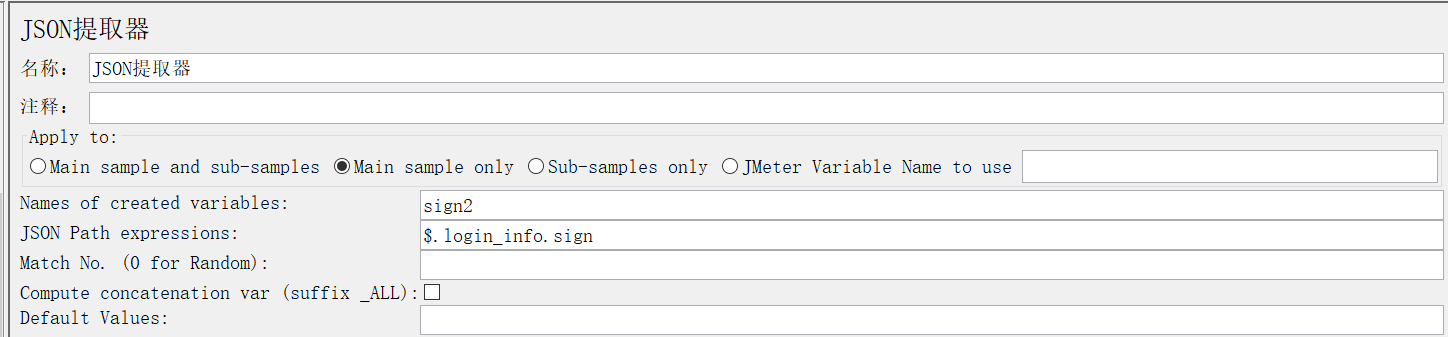 JSON提取器
名称： JSON提取器
注释：
Apply to:
Main sample and sub-samples Main sample only Sub-samples only JMeter Variable Name to use
Names of created variables: sign2
JSON Path expressions: $.login_info.sign
Match No. (0 for Random):
Compute concatenation var (suffix _ALL):
Default Values: